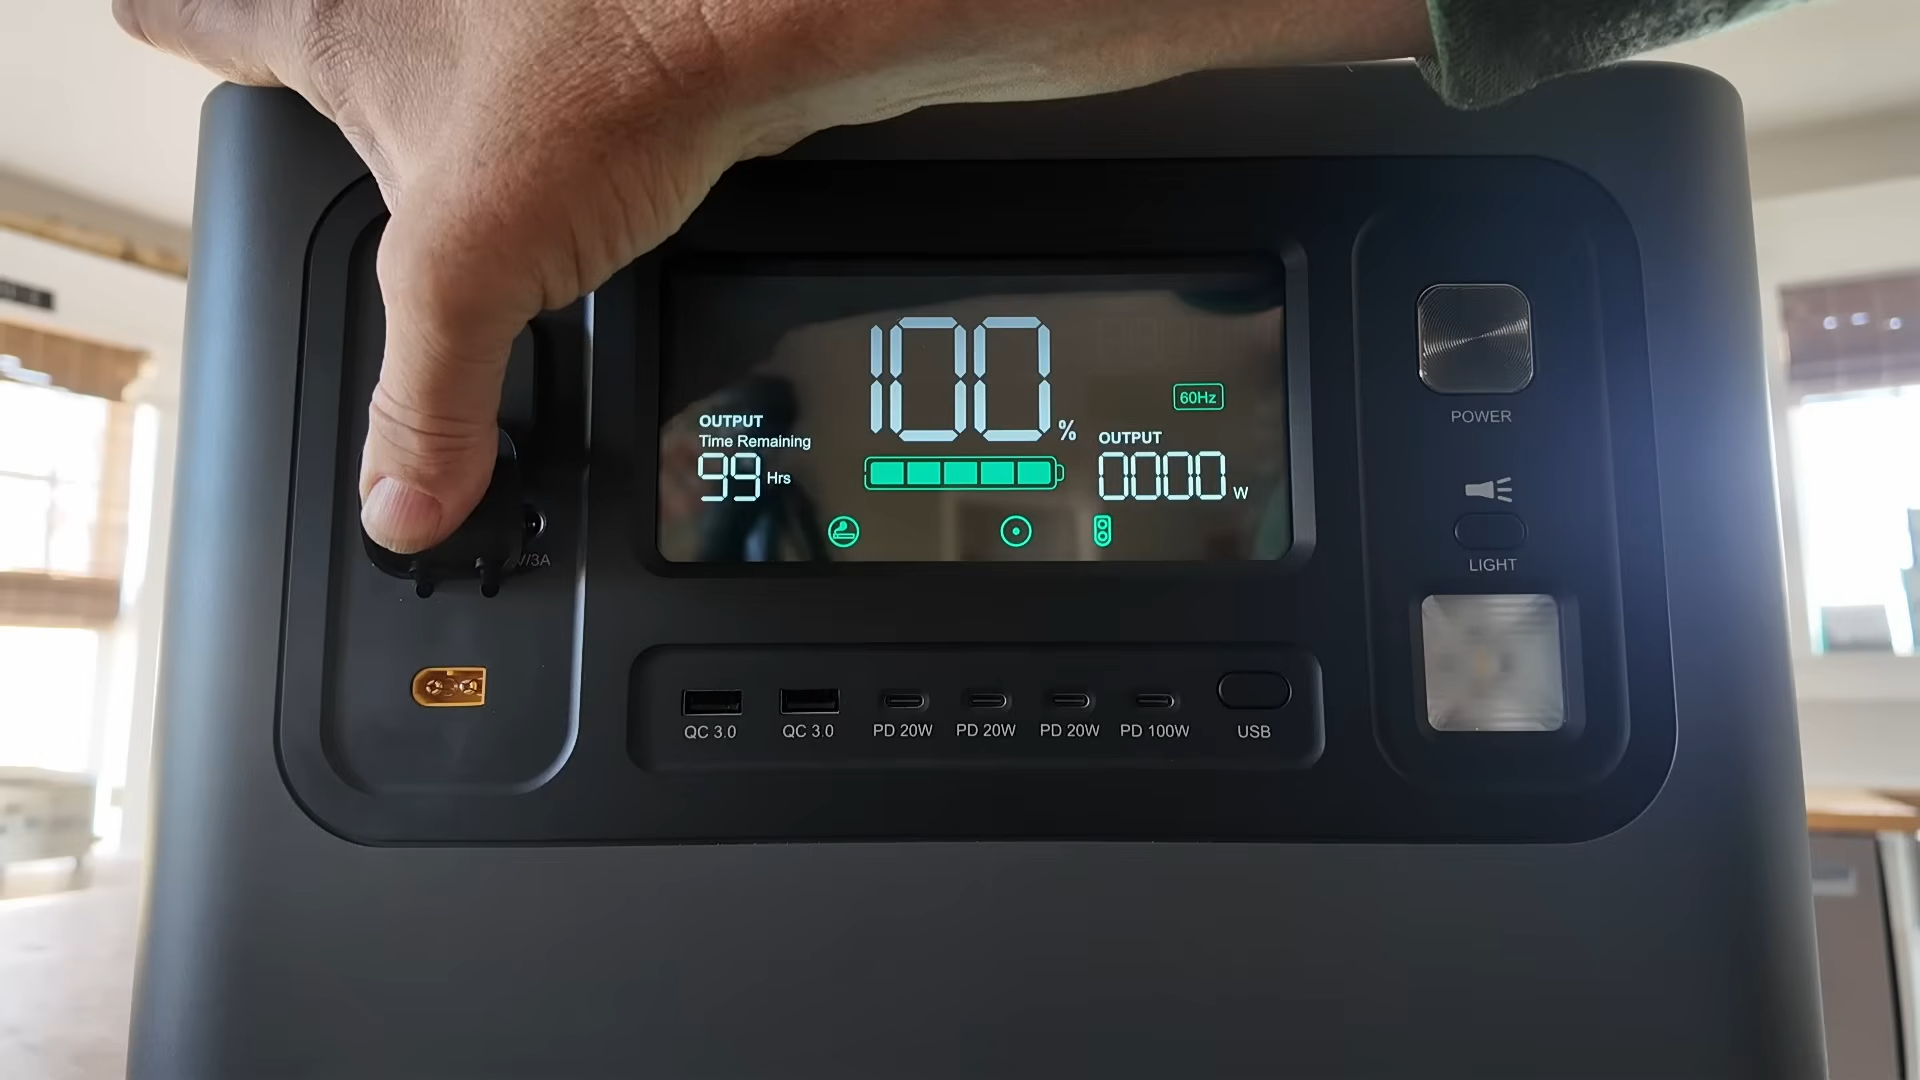 100%
60Hz
OUTPUT
Time Remaining
99 Hrs
OUTPUT
0000 W
POWER
LIGHT
V/3A
QC 3.0
QC 3.0
PD 20W
PD 20W
PD 20W
PD 100W
USB